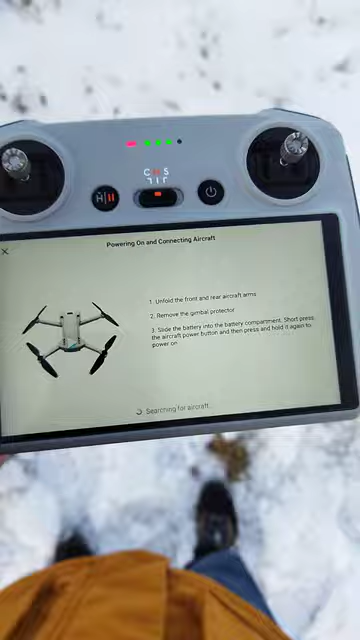 C N S
H
Powering On and Connecting Aircraft
1. Unfold the front and rear aircraft arms
2. Remove the gimbal protector
3. Slide the battery into the battery compartment. Short press
the aircraft power button and then press and hold it again to
power on
Searching for aircraft...